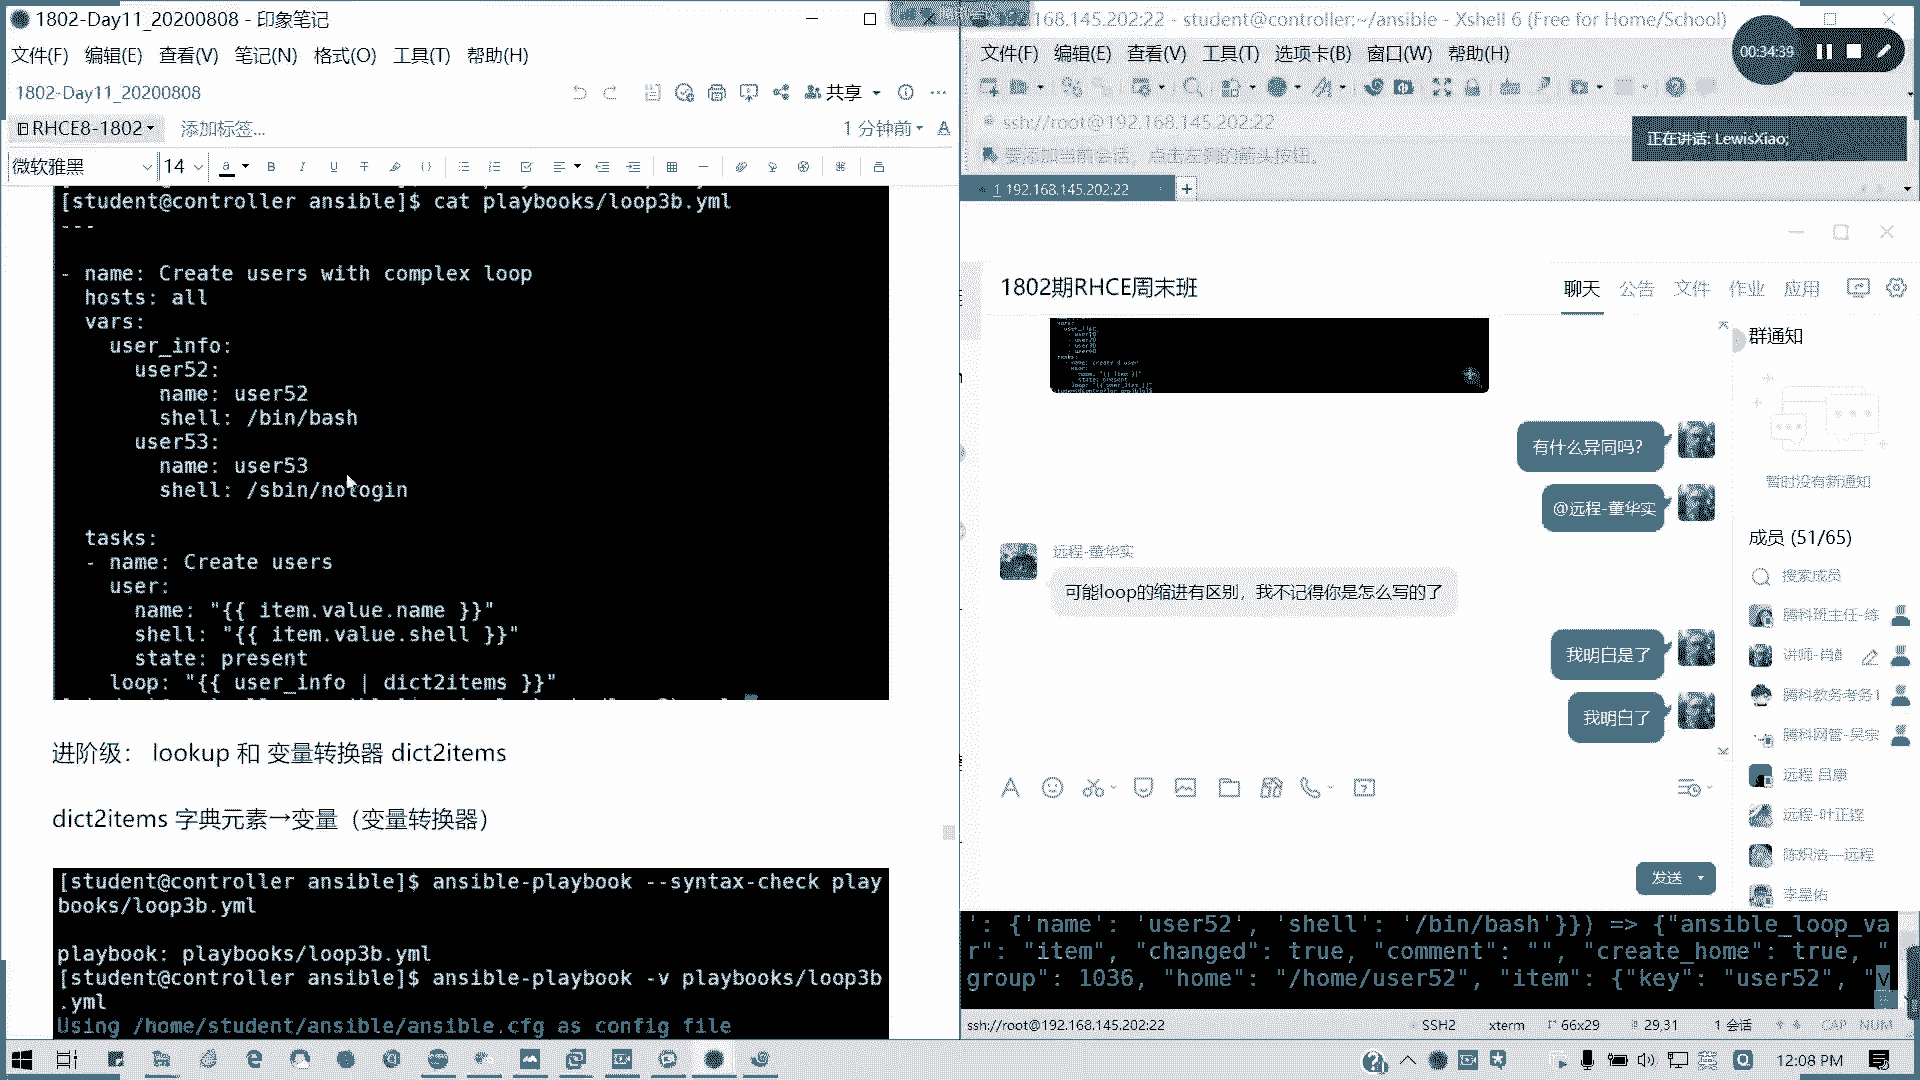 1802-Day11_20200808 - 印象笔记
文件(F) 编辑(E) 查看(V) 笔记(N) 格式(O) 工具(T) 帮助(H)
1802-Day11_20200808
共享
RHCE8-1802
添加标签...
1 分钟前
微软雅黑 14
[student@controller ansible]$ cat playbooks/loop3b.yml
---
- name: Create users with complex loop
hosts: all
vars:
user_info:
user52:
name: user52
shell: /bin/bash
user53:
name: user53
shell: /sbin/nologin
tasks:
- name: Create users
user:
name: "{{ item.value.name }}"
shell: "{{ item.value.shell }}"
state: present
loop: "{{ user_info | dict2items }}"
进阶级： lookup 和 变量转换器 dict2items
dict2items 字典元素→变量（变量转换器）
[student@controller ansible]$ ansible-playbook --syntax-check play
books/loop3b.yml
playbook: playbooks/loop3b.yml
[student@controller ansible]$ ansible-playbook -v playbooks/loop3b
.yml
Using /home/student/ansible/ansible.cfg as config file
168.145.202:22 - student@controller:~/ansible - Xshell 6 (Free for Home/School)
文件(F) 编辑(E) 查看(V) 工具(T) 选项卡(B) 窗口(W) 帮助(H)
00:34:39
ssh://root@192.168.145.202:22
要添加当前会话，点击左侧的箭头按钮。
正在讲话: LewisXiao;
1 192.168.145.202:22
1802期RHCE周末班
聊天 公告 文件 作业 应用
群通知
暂时没有新通知
有什么异同吗?
@远程-董华实
远程-董华实
可能loop的缩进有区别，我不记得你是怎么写的了
我明白是了
我明白了
成员 (51/65)
搜索成员
腾科班主任-练
讲师-肖
腾科教务考务1
腾科网管-吴宗
远程 吕康
远程-叶正铿
陈炽浩—远程
李星佑
发送
': {'name': 'user52', 'shell': '/bin/bash'}}) => {"ansible_loop_va
r": "item", "changed": true, "comment": "", "create_home": true, "
group": 1036, "home": "/home/user52", "item": {"key": "user52", "v
ssh://root@192.168.145.202:22 SSH2 xterm 66x29 29,31 1 会话 CAP NUM
英
12:08 PM